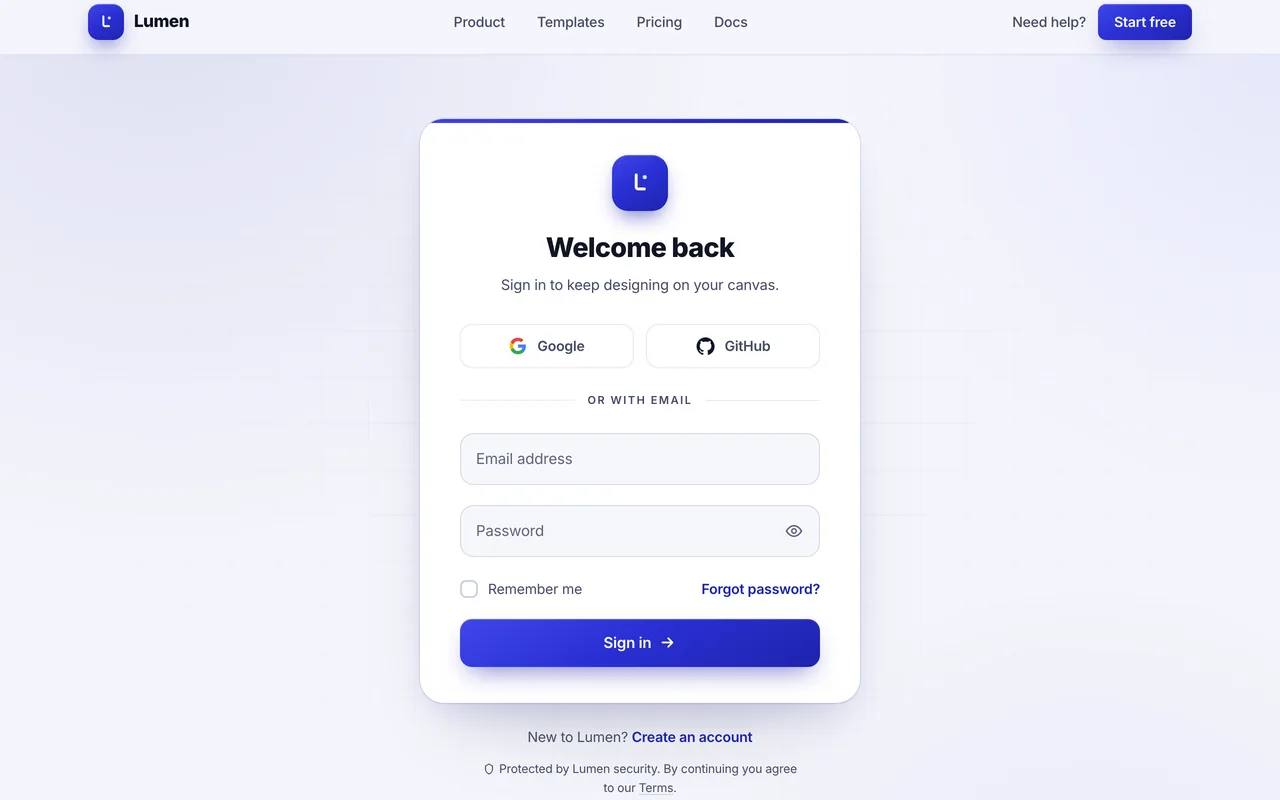 Lumen
Product
Templates
Pricing
Docs
Need help?
Start free
Welcome back
Sign in to keep designing on your canvas.
Google
GitHub
OR WITH EMAIL
Email address
Password
Remember me
Forgot password?
Sign in →
New to Lumen? Create an account
Protected by Lumen security. By continuing you agree
to our Terms.